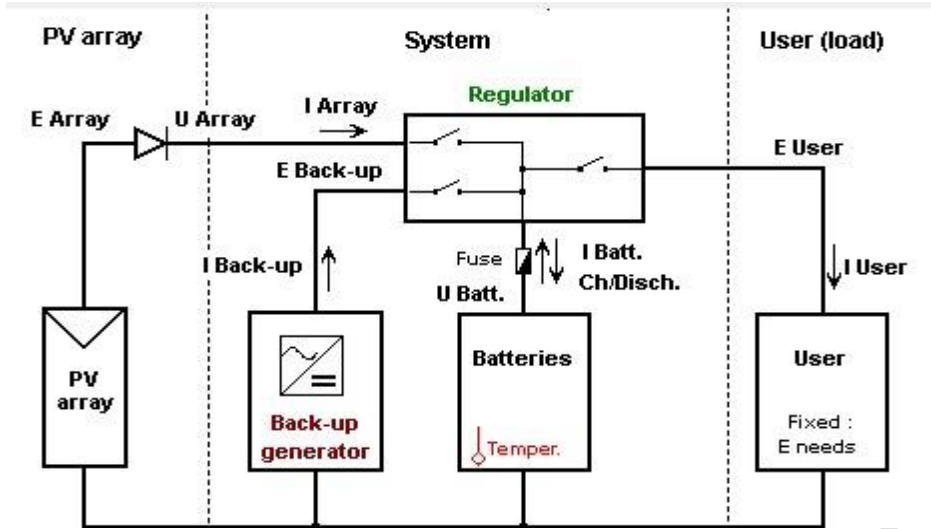 PV array
System
User (load)
Regulator
I Array
E Array
U Array
E User
E Back-up
I Back-up
Fuse
I Batt.
Ch/Disch.
I User
U Batt.
PV
array
Back-up
generator
Batteries
Temper.
User
Fixed :
E needs